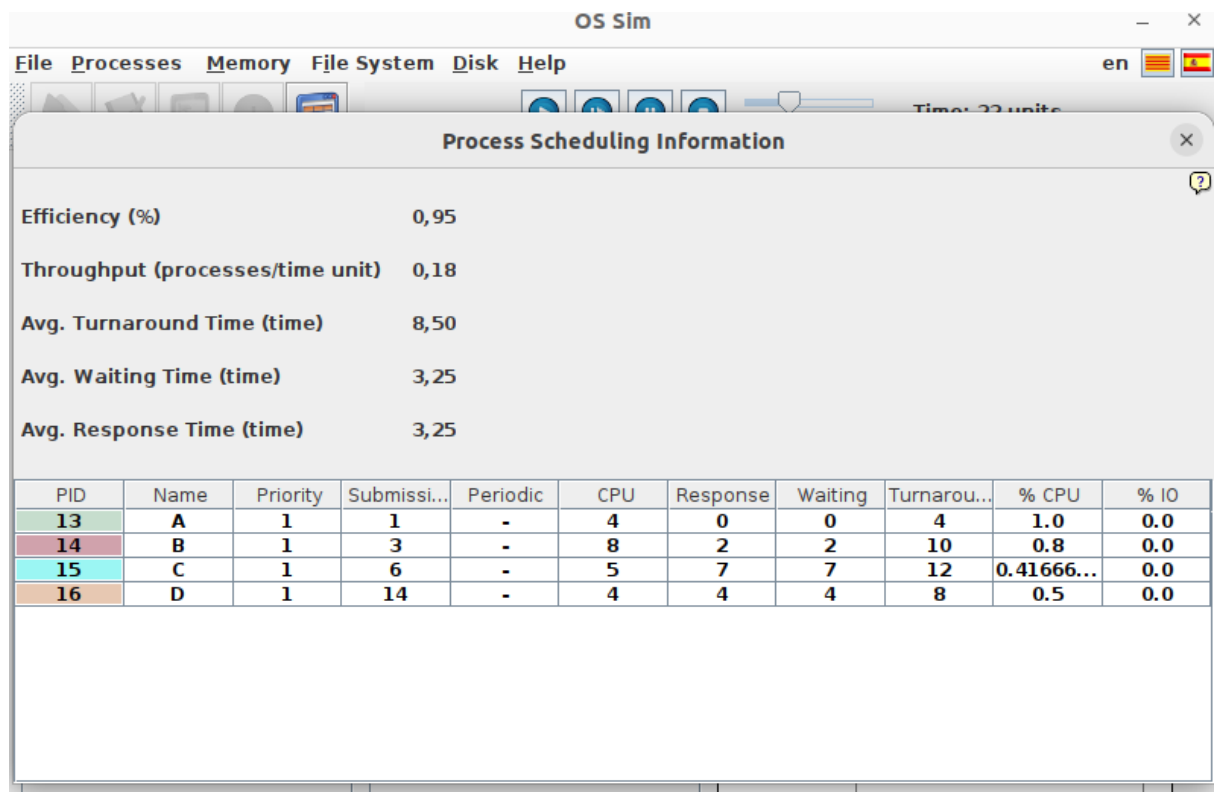 OS Sim
File Processes Memory File System Disk Help en
Time: 22 units
Process Scheduling Information
Efficiency (%) 0,95
Throughput (processes/time unit) 0,18
Avg. Turnaround Time (time) 8,50
Avg. Waiting Time (time) 3,25
Avg. Response Time (time) 3,25
PID Name Priority Submissi... Periodic CPU Response Waiting Turnarou... % CPU % IO
13 A 1 1 - 4 0 0 4 1.0 0.0
14 B 1 3 - 8 2 2 10 0.8 0.0
15 C 1 6 - 5 7 7 12 0.41666... 0.0
16 D 1 14 - 4 4 4 8 0.5 0.0